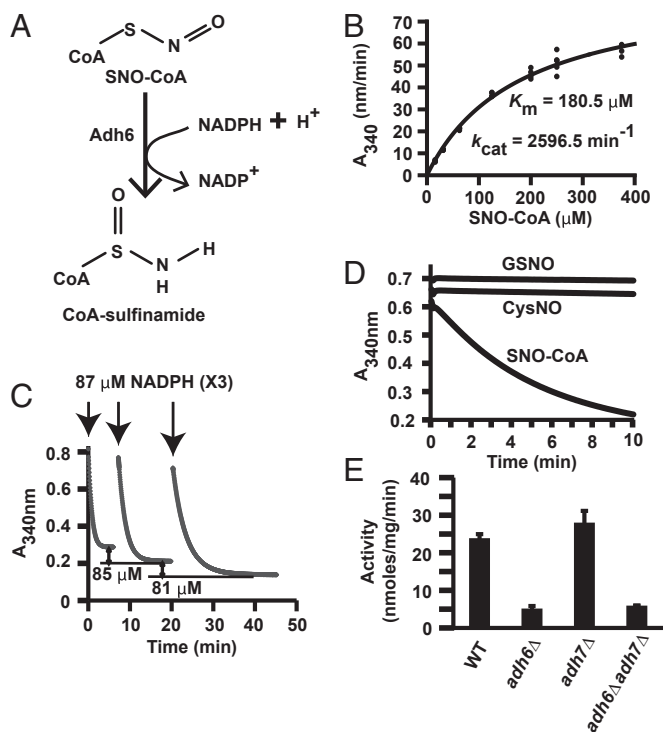 A
CoA
S
N
O
SNO-CoA
Adh6
NADPH + H+
NADP+
O
S
CoA
N
H
H
CoA-sulfinamide
B
A340 (nm/min)
70
60
50
40
30
20
10
0
Km = 180.5 µM
kcat = 2596.5 min-1
0 100 200 300 400
SNO-CoA (µM)
C
87 µM NADPH (X3)
A340nm
0.8
0.6
0.4
0.2
0
85 µM
81 µM
0 10 20 30 40 50
Time (min)
D
A340nm
0.7
0.6
0.5
0.4
0.3
0.2
GSNO
CysNO
SNO-CoA
0 2 4 6 8 10
Time (min)
E
Activity
(nmoles/mg/min)
40
30
20
10
0
WT
adh6Δ
adh7Δ
adh6Δadh7Δ